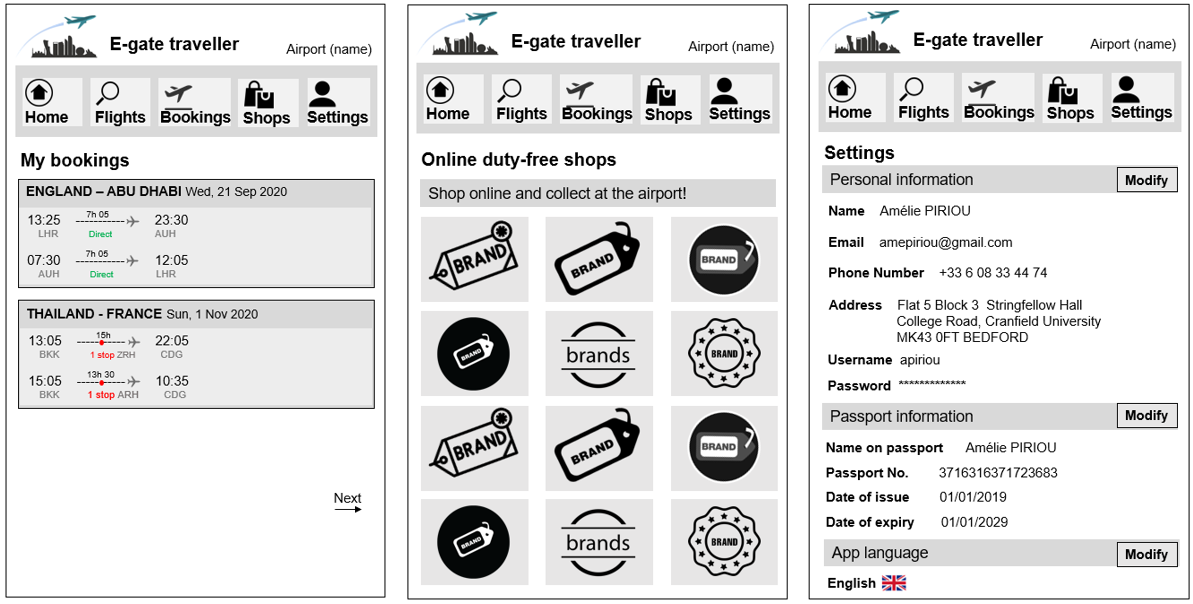 E-gate traveller
Airport (name)
Home Flights Bookings Shops Settings
My bookings
ENGLAND – ABU DHABI Wed, 21 Sep 2020
7h 05
13:25 ----------- 23:30
LHR Direct AUH
7h 05
07:30 ----------- 12:05
AUH Direct LHR
THAILAND - FRANCE Sun, 1 Nov 2020
15h
13:05 22:05
BKK 1 stop ZRH CDG
13h 30
15:05 10:35
BKK 1 stop ARH CDG
Next
E-gate traveller
Airport (name)
Home Flights Bookings Shops Settings
Online duty-free shops
Shop online and collect at the airport!
BRAND BRAND BRAND
BRAND brands BRAND
BRAND BRAND BRAND
BRAND brands BRAND
E-gate traveller
Airport (name)
Home Flights Bookings Shops Settings
Settings
Personal information Modify
Name Amélie PIRIOU
Email amepiriou@gmail.com
Phone Number +33 6 08 33 44 74
Address Flat 5 Block 3 Stringfellow Hall
College Road, Cranfield University
MK43 0FT BEDFORD
Username apiriou
Password *************
Passport information Modify
Name on passport Amélie PIRIOU
Passport No. 3716316371723683
Date of issue 01/01/2019
Date of expiry 01/01/2029
App language Modify
English